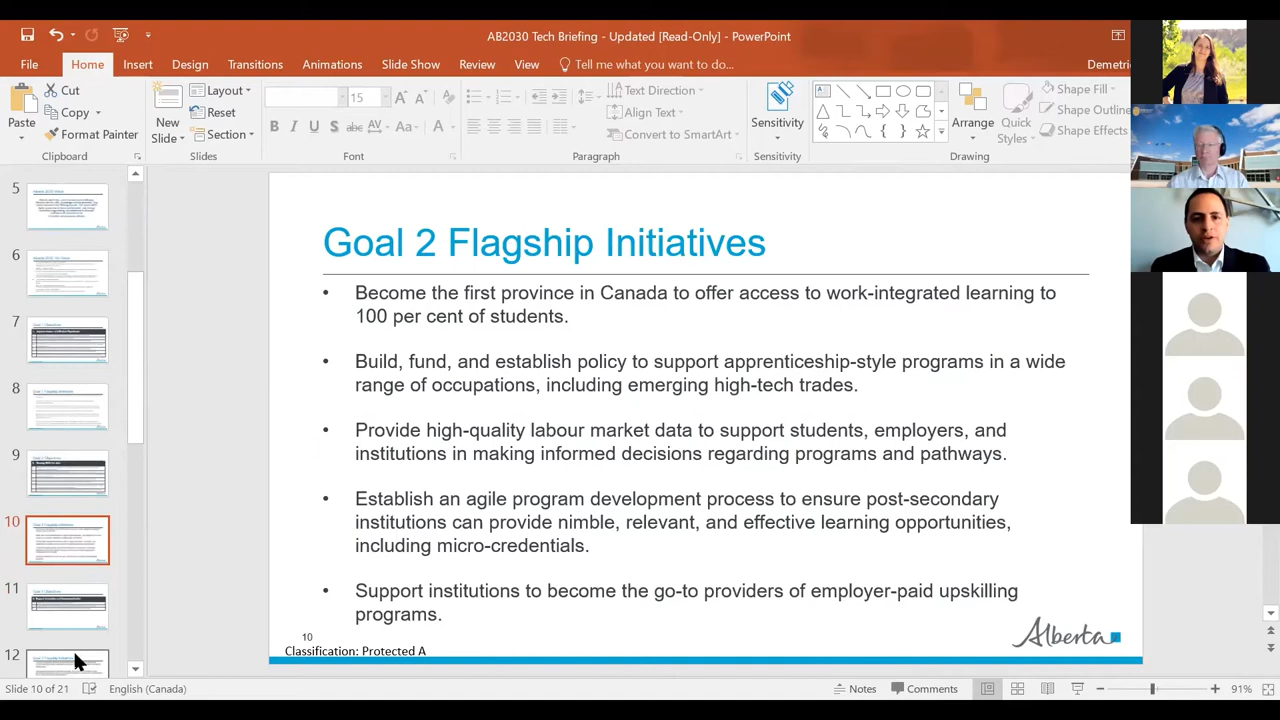 AB2030 Tech Briefing - Updated [Read-Only] - PowerPoint
File Home Insert Design Transitions Animations Slide Show Review View Tell me what you want to do...
Paste
Cut
Copy
Format Painter
Clipboard
New Slide
Layout
Reset
Section
Slides
15
B I U S abc AV Aa A
Font
Text Direction
Align Text
Convert to SmartArt
Paragraph
Sensitivity
Sensitivity
Arrange
Quick Styles
Shape Fill
Shape Outline
Shape Effects
Drawing
5
6
7
8
9
10
11
12
Goal 2 Flagship Initiatives
• Become the first province in Canada to offer access to work-integrated learning to
100 per cent of students.
• Build, fund, and establish policy to support apprenticeship-style programs in a wide
range of occupations, including emerging high-tech trades.
• Provide high-quality labour market data to support students, employers, and
institutions in making informed decisions regarding programs and pathways.
• Establish an agile program development process to ensure post-secondary
institutions can provide nimble, relevant, and effective learning opportunities,
including micro-credentials.
• Support institutions to become the go-to providers of employer-paid upskilling
programs.
10
Classification: Protected A
Alberta
Slide 10 of 21 English (Canada) Notes Comments 91%